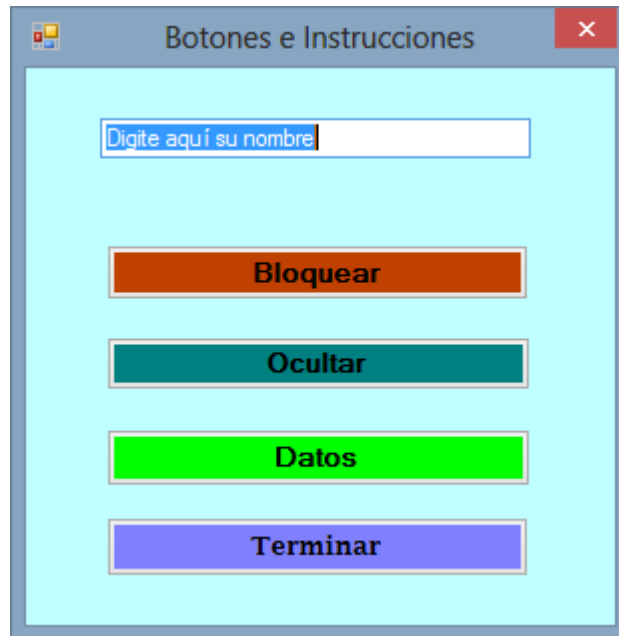 Botones e Instrucciones
Digite aquí su nombre
Bloquear
Ocultar
Datos
Terminar